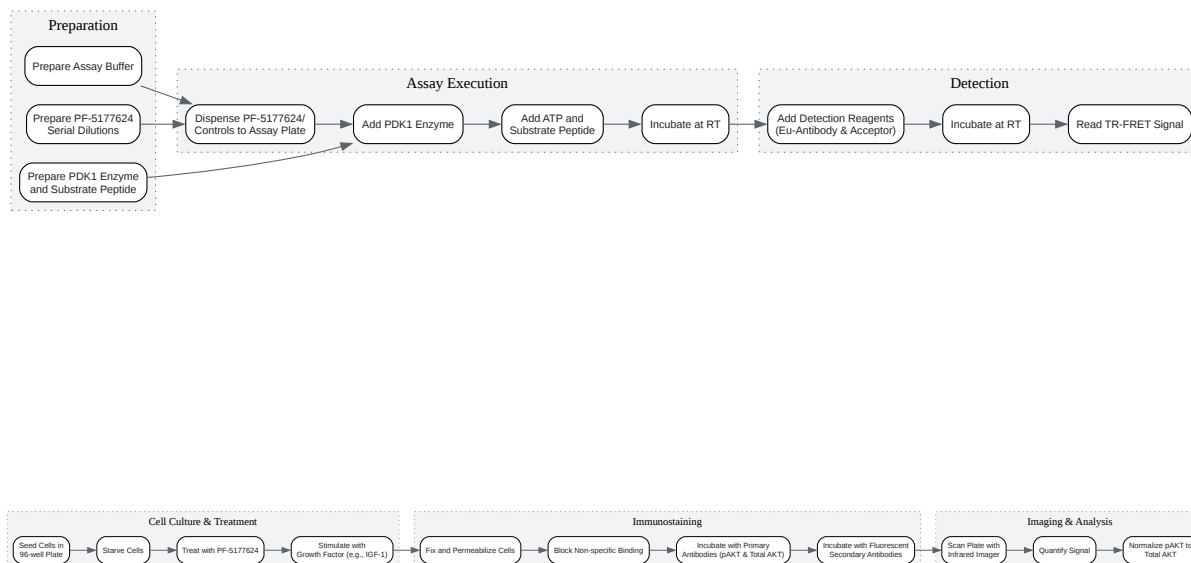 Preparation
Prepare Assay Buffer
Prepare PF-5177624
Serial Dilutions
Prepare PDK1 Enzyme
and Substrate Peptide
Assay Execution
Dispense PF-5177624/
Controls to Assay Plate
Add PDK1 Enzyme
Add ATP and
Substrate Peptide
Incubate at RT
Detection
Add Detection Reagents
(Eu-Antibody & Acceptor)
Incubate at RT
Read TR-FRET Signal
Cell Culture & Treatment
Seed Cells in
96-well Plate
Starve Cells
Treat with PF-5177624
Stimulate with
Growth Factor (e.g., IGF-1)
Immunostaining
Fix and Permeabilize Cells
Block Non-specific Binding
Incubate with Primary
Antibodies (pAKT & Total AKT)
Incubate with Fluorescent
Secondary Antibodies
Imaging & Analysis
Scan Plate with
Infrared Imager
Quantify Signal
Normalize pAKT to
Total AKT